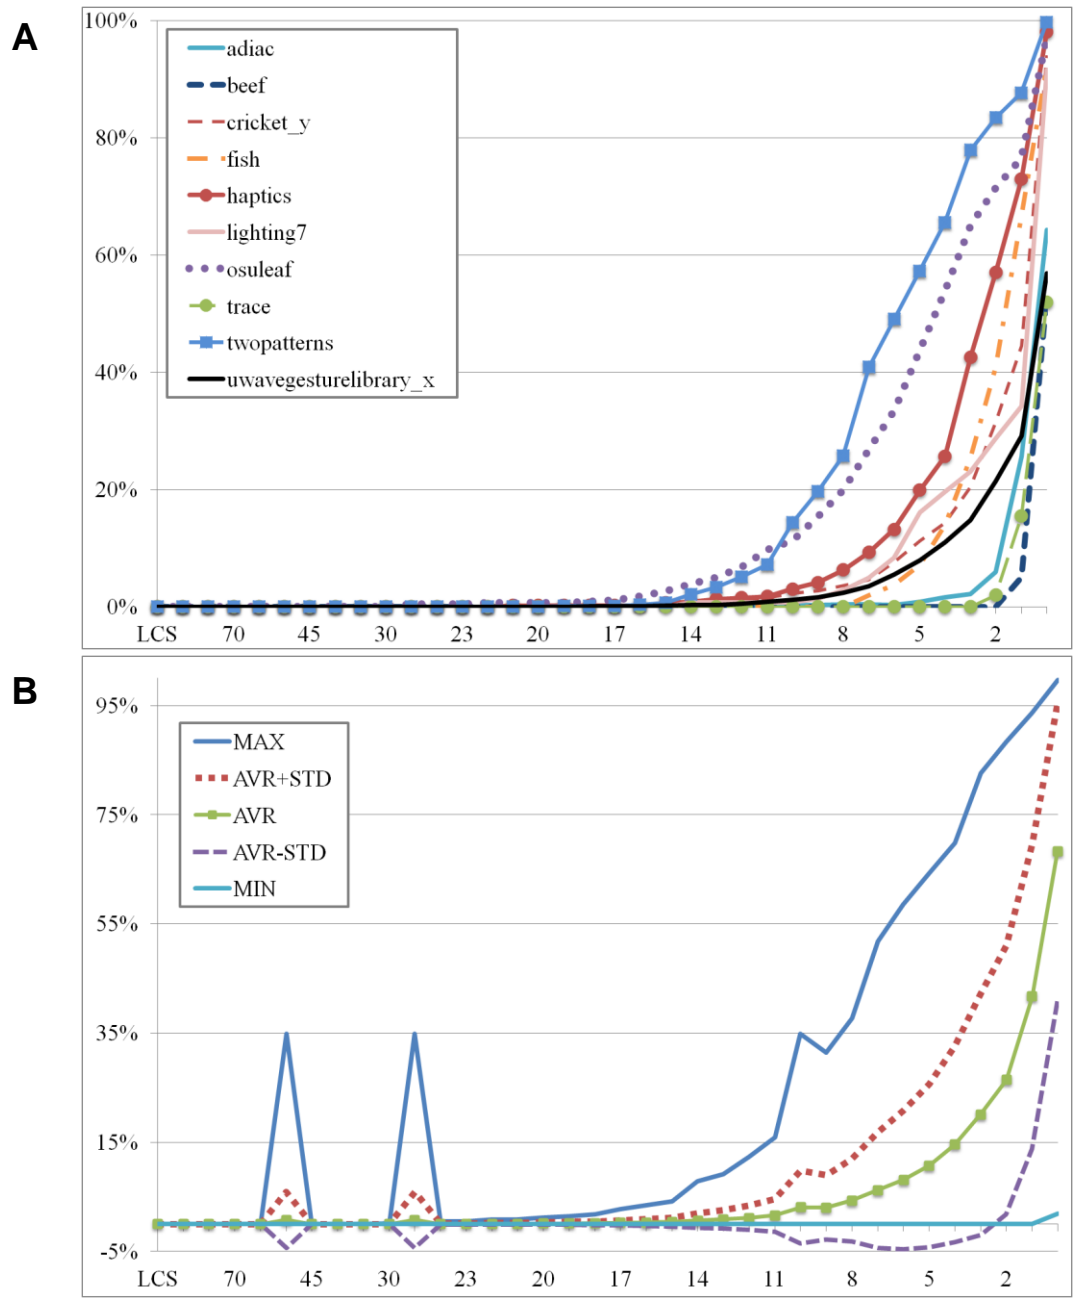 A
100%
80%
60%
40%
20%
0%
adiac
beef
cricket_y
fish
haptics
lighting7
osuleaf
trace
twopatterns
uwavegesturelibrary_x
LCS 70 45 30 23 20 17 14 11 8 5 2
B
95%
75%
55%
35%
15%
-5%
MAX
AVR+STD
AVR
AVR-STD
MIN
LCS 70 45 30 23 20 17 14 11 8 5 2